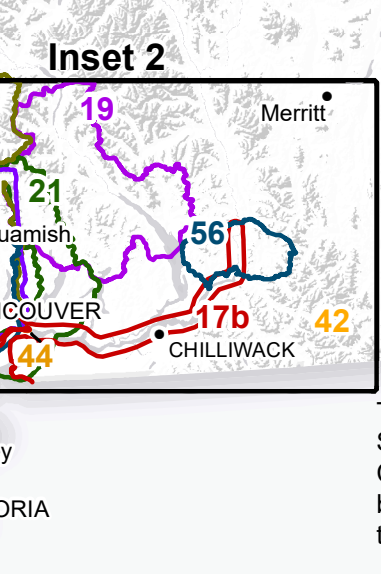 Inset 2
19
Merritt
21
uamish
56
COUVER
17b
42
44
CHILLIWACK
y
ORIA